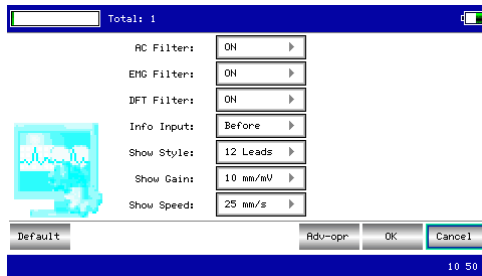 Total: 1
AC Filter: ON
EMG Filter: ON
DFT Filter: ON
Info Input: Before
Show Style: 12 Leads
Show Gain: 10 mm/mV
Show Speed: 25 mm/s
Default Adv-opr OK Cancel
10 50